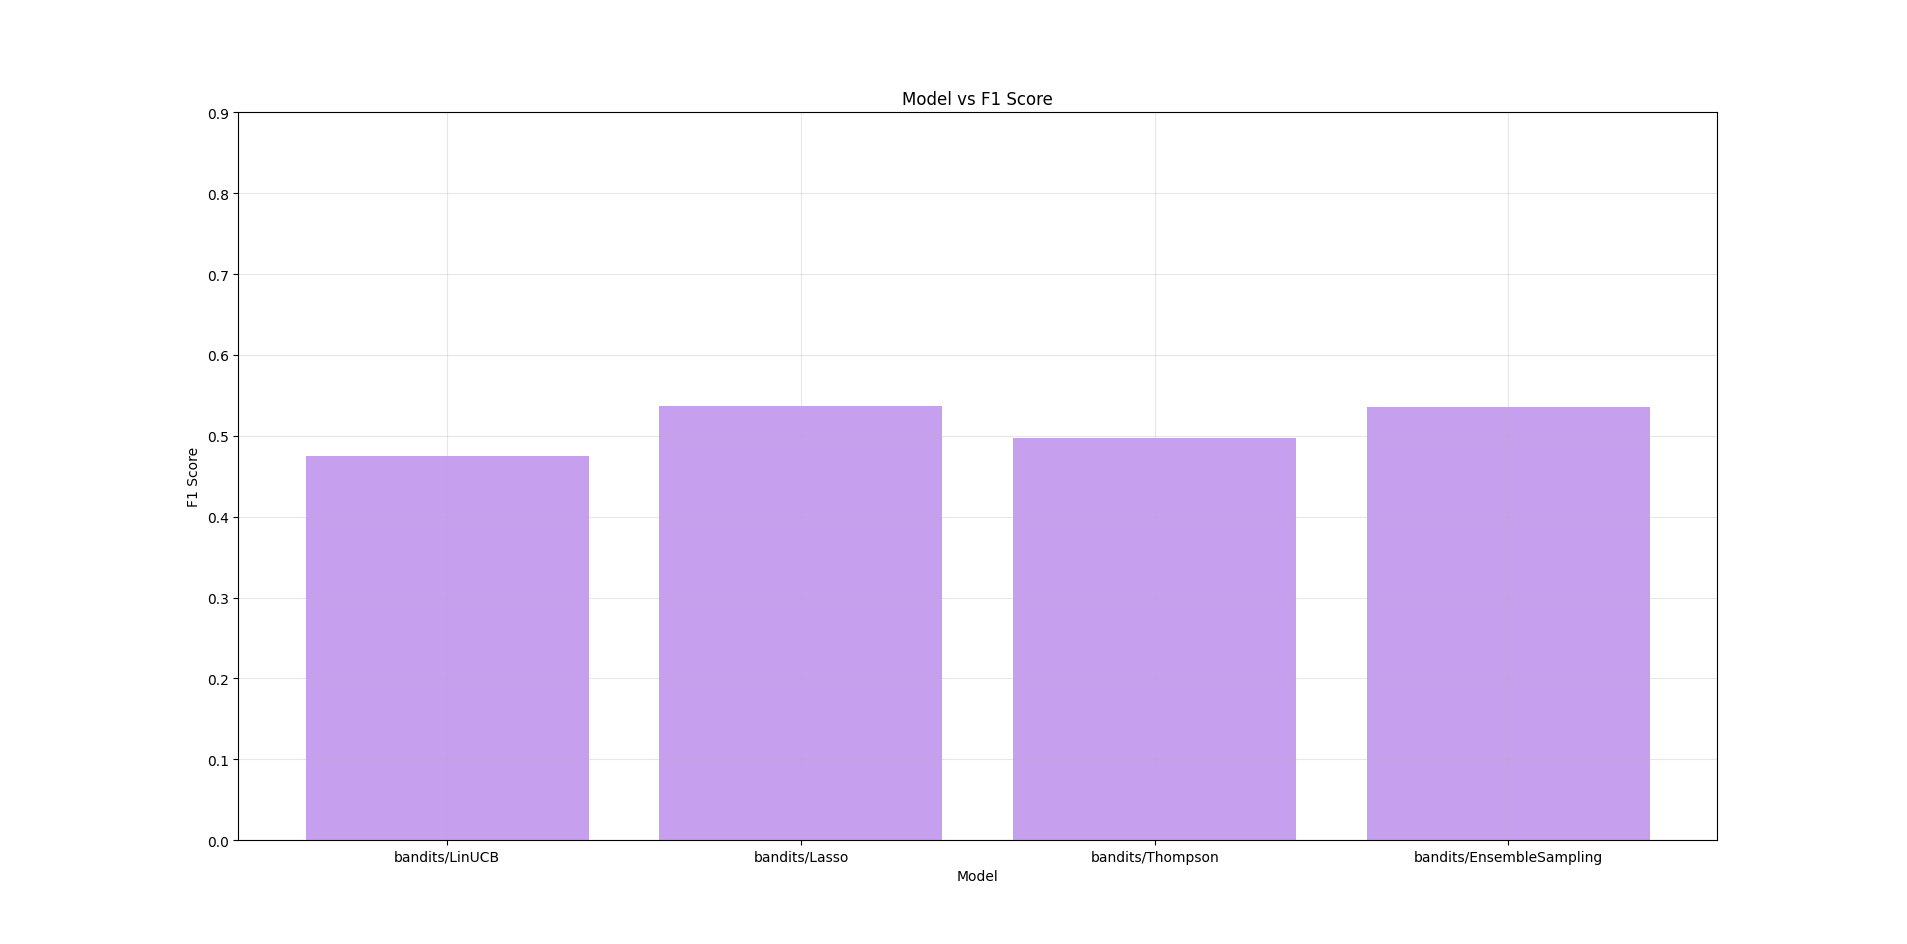 Model vs F1 Score
0.9
0.8
0.7
0.6
0.5
0.4
0.3
0.2
0.1
0.0
F1 Score
bandits/LinUCB
bandits/Lasso
bandits/Thompson
bandits/EnsembleSampling
Model